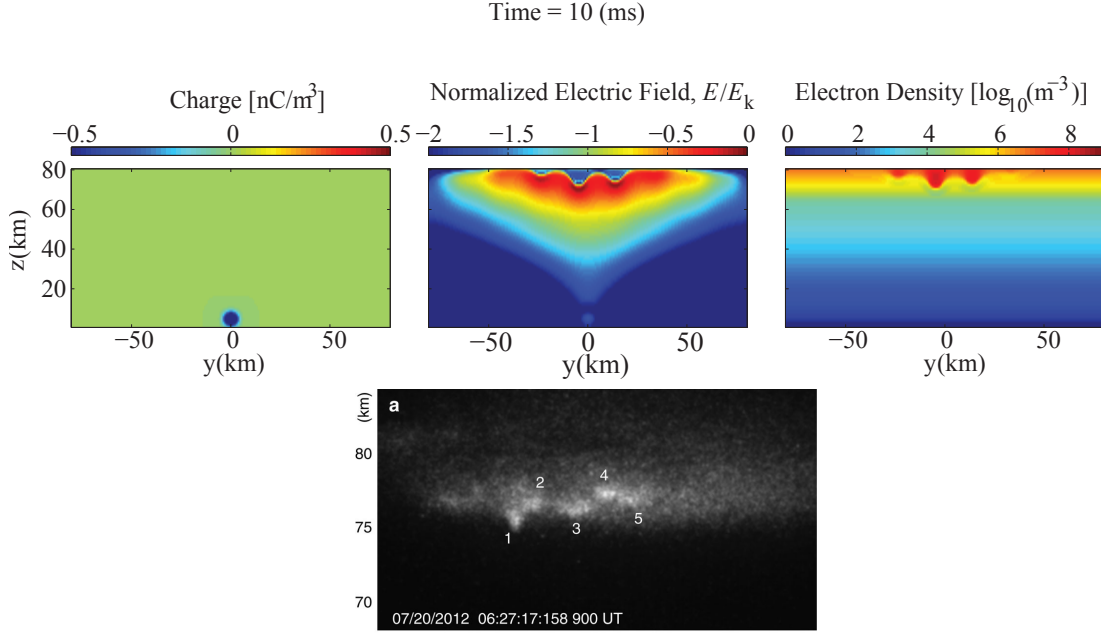 Time = 10 (ms)
Charge [nC/m³]
−0.5 0 0.5
Normalized Electric Field, E/Eₖ
−2 −1.5 −1 −0.5 0
Electron Density [log₁₀(m⁻³)]
0 2 4 6 8
z(km)
80
60
40
20
−50 0 50
y(km)
−50 0 50
y(km)
−50 0 50
y(km)
(km)
a
80
75
70
1
2
3
4
5
07/20/2012 06:27:17:158 900 UT